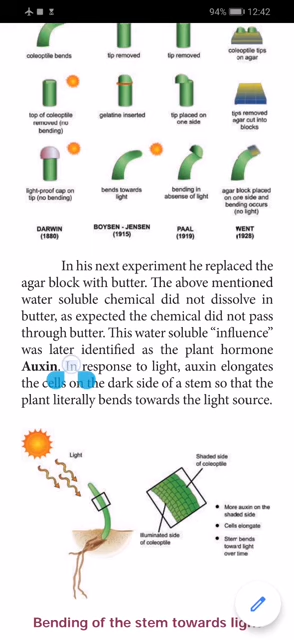 94% 12:42
coleoptile bends
tip removed
tip removed
coleoptile tips
on agar
top of coleoptile
removed (no
bending)
gelatine inserted
tip placed on
one side
tips removed
agar cut into
blocks
light-proof cap on
tip (no bending)
bends towards
light
bending in
absense of light
agar block placed
on one side and
bending occurs
(no light)
DARWIN
(1880)
BOYSEN - JENSEN
(1915)
PAAL
(1919)
WENT
(1928)
In his next experiment he replaced the
agar block with butter. The above mentioned
water soluble chemical did not dissolve in
butter, as expected the chemical did not pass
through butter. This water soluble “influence”
was later identified as the plant hormone
Auxin. In response to light, auxin elongates
the cells on the dark side of a stem so that the
plant literally bends towards the light source.
Light
Shaded side
of coleoptile
Illuminated side
of coleoptile
• More auxin on the
shaded side
• Cells elongate
• Stem bends
toward light
over time
Bending of the stem towards light